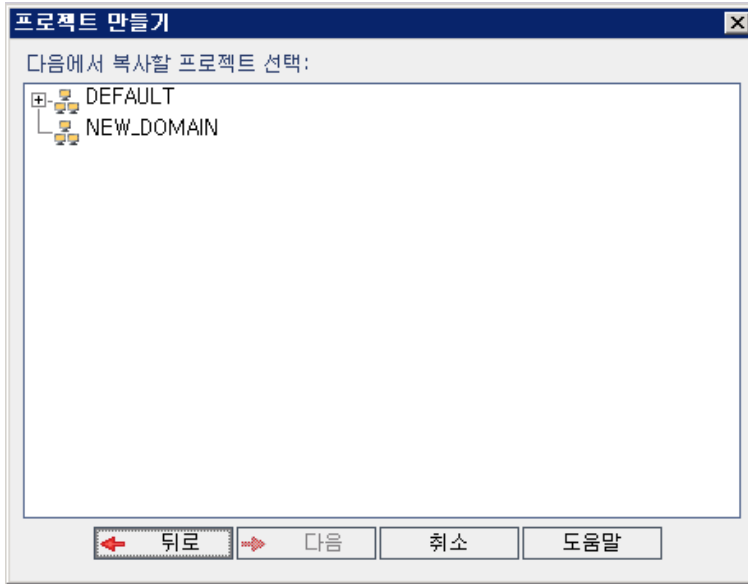 프로젝트 만들기
다음에서 복사할 프로젝트 선택:
DEFAULT
NEW_DOMAIN
뒤로 다음 취소 도움말